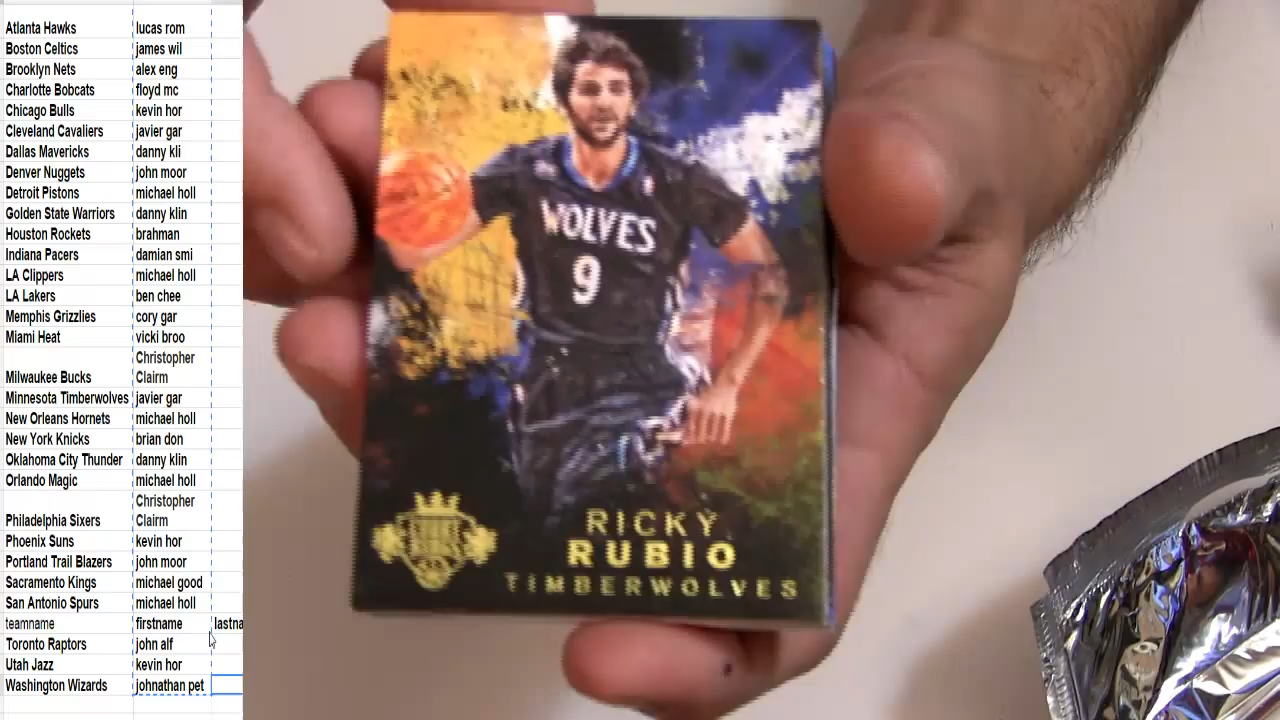 Atlanta Hawks lucas rom
Boston Celtics james wil
Brooklyn Nets alex eng
Charlotte Bobcats floyd mc
Chicago Bulls kevin hor
Cleveland Cavaliers javier gar
Dallas Mavericks danny kli
Denver Nuggets john moor
Detroit Pistons michael holl
Golden State Warriors danny klin
Houston Rockets brahman
Indiana Pacers damian smi
LA Clippers michael holl
LA Lakers ben chee
Memphis Grizzlies cory gar
Miami Heat vicki broo
Christopher
Milwaukee Bucks Clairm
Minnesota Timberwolves javier gar
New Orleans Hornets michael holl
New York Knicks brian don
Oklahoma City Thunder danny klin
Orlando Magic michael holl
Christopher
Philadelphia Sixers Clairm
Phoenix Suns kevin hor
Portland Trail Blazers john moor
Sacramento Kings michael good
San Antonio Spurs michael holl
teamname firstname lastna
Toronto Raptors john alf
Utah Jazz kevin hor
Washington Wizards johnathan pet
WOLVES
9
RICKY
RUBIO
TIMBERWOLVES